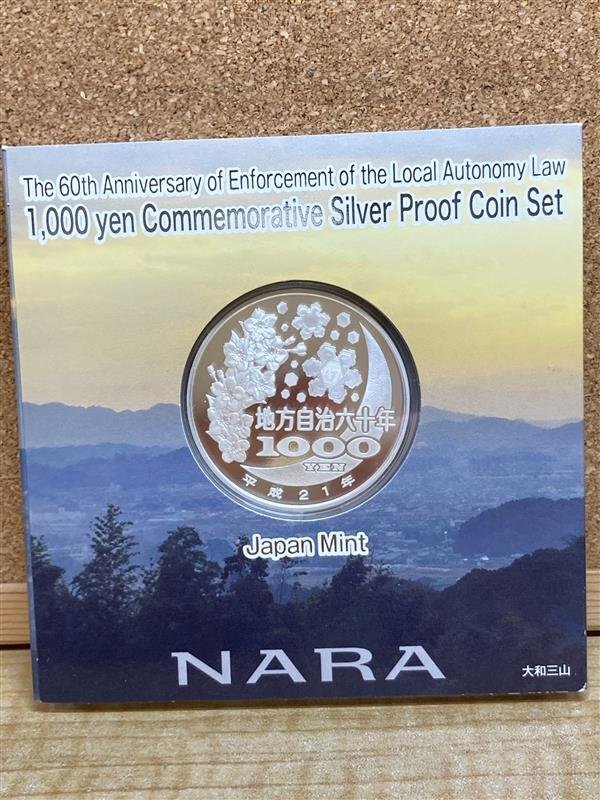 The 60th Anniversary of Enforcement of the Local Autonomy Law
1,000 yen Commemorative Silver Proof Coin Set
地方自治六十年
1000
YEN
平成21年
Japan Mint
NARA
大和三山